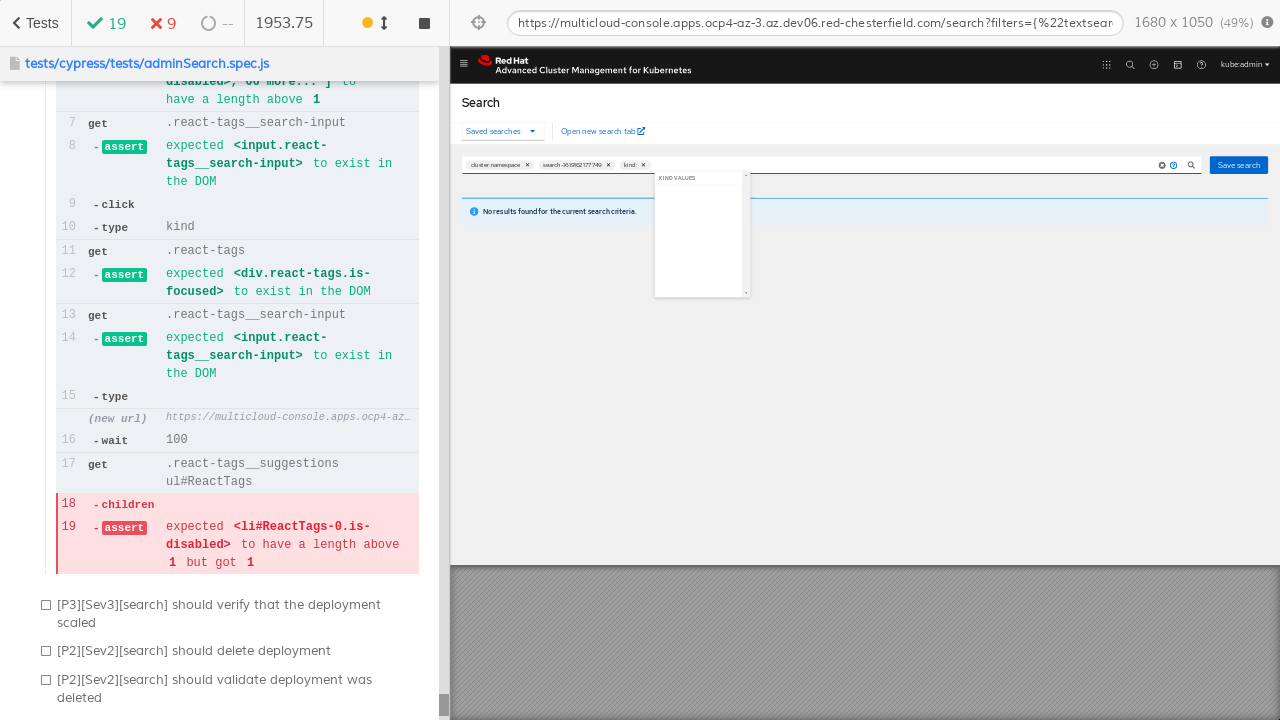 Tests
19
9
--
1953.75
https://multicloud-console.apps.ocp4-az-3.az.dev06.red-chesterfield.com/search?filters={%22textsear
1680 x 1050 (49%)
tests/cypress/tests/adminSearch.spec.js
have a length above 1
7 get .react-tags__search-input
8 - assert expected <input.react-
tags__search-input> to exist in
the DOM
9 - click
10 - type kind
11 get .react-tags
12 - assert expected <div.react-tags.is-
focused> to exist in the DOM
13 get .react-tags__search-input
14 - assert expected <input.react-
tags__search-input> to exist in
the DOM
15 - type
(new url) https://multicloud-console.apps.ocp4-az…
16 - wait 100
17 get .react-tags__suggestions
ul#ReactTags
18 - children
19 - assert expected <li#ReactTags-0.is-
disabled> to have a length above
1 but got 1
[P3][Sev3][search] should verify that the deployment
scaled
[P2][Sev2][search] should delete deployment
[P2][Sev2][search] should validate deployment was
deleted
Red Hat
Advanced Cluster Management for Kubernetes
kube:admin
Search
Saved searches
Open new search tab
cluster:namespace
kind:
Save search
KIND VALUES
No results found for the current search criteria.